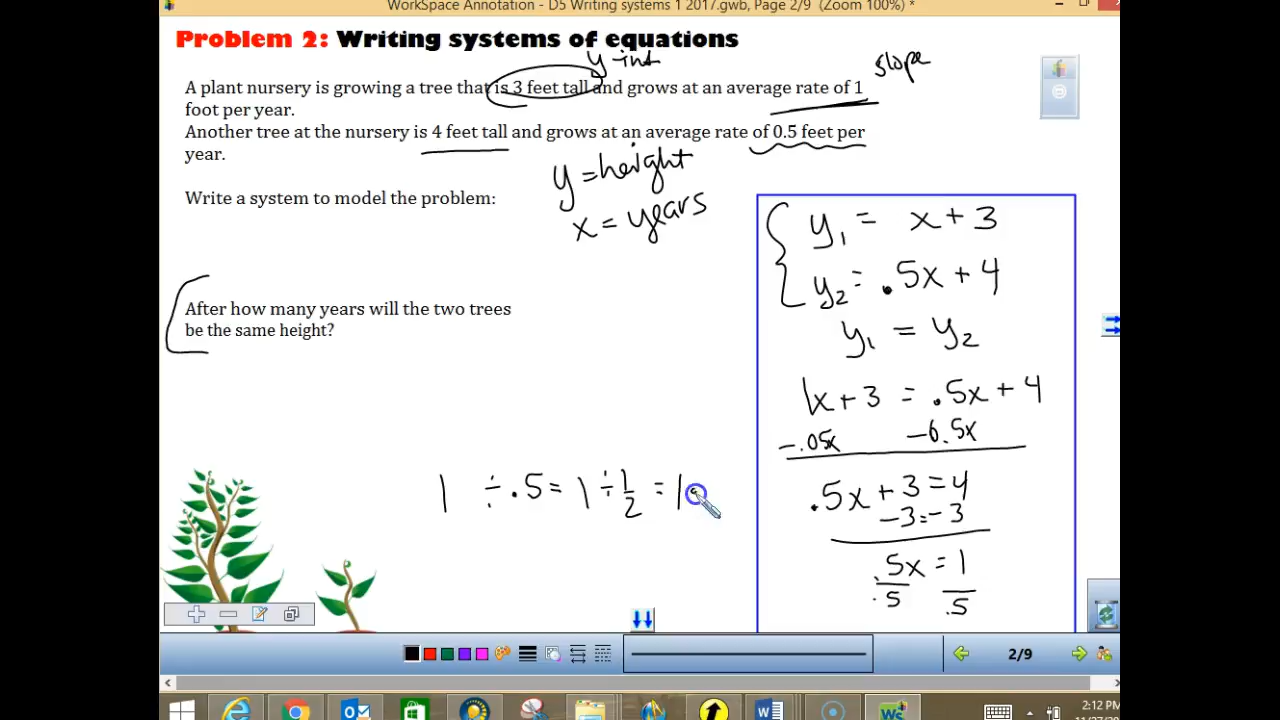 WorkSpace Annotation - D5 Writing systems 1 2017.gwb, Page 2/9 (Zoom 100%) *
Problem 2: Writing systems of equations
y-int
slope
A plant nursery is growing a tree that is 3 feet tall and grows at an average rate of 1
foot per year.
Another tree at the nursery is 4 feet tall and grows at an average rate of 0.5 feet per
year.
y = height
x = years
Write a system to model the problem:
y₁ = x + 3
y₂ = .5x + 4
After how many years will the two trees
be the same height?
y₁ = y₂
1x + 3 = .5x + 4
-.05x -0.5x
.5x + 3 = 4
-3 = -3
.5x = 1
.5 .5
1 ÷ .5 = 1 ÷ 1/2 = 1
2/9
2:12 PM